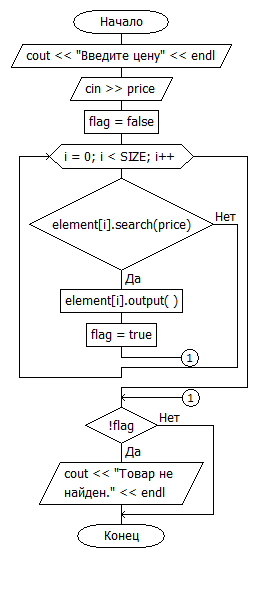 Начало
cout << "Введите цену" << endl
cin >> price
flag = false
i = 0; i < SIZE; i++
element[i].search(price)
Нет
Да
element[i].output( )
flag = true
1
1
!flag
Нет
Да
cout << "Товар не
найден." << endl
Конец